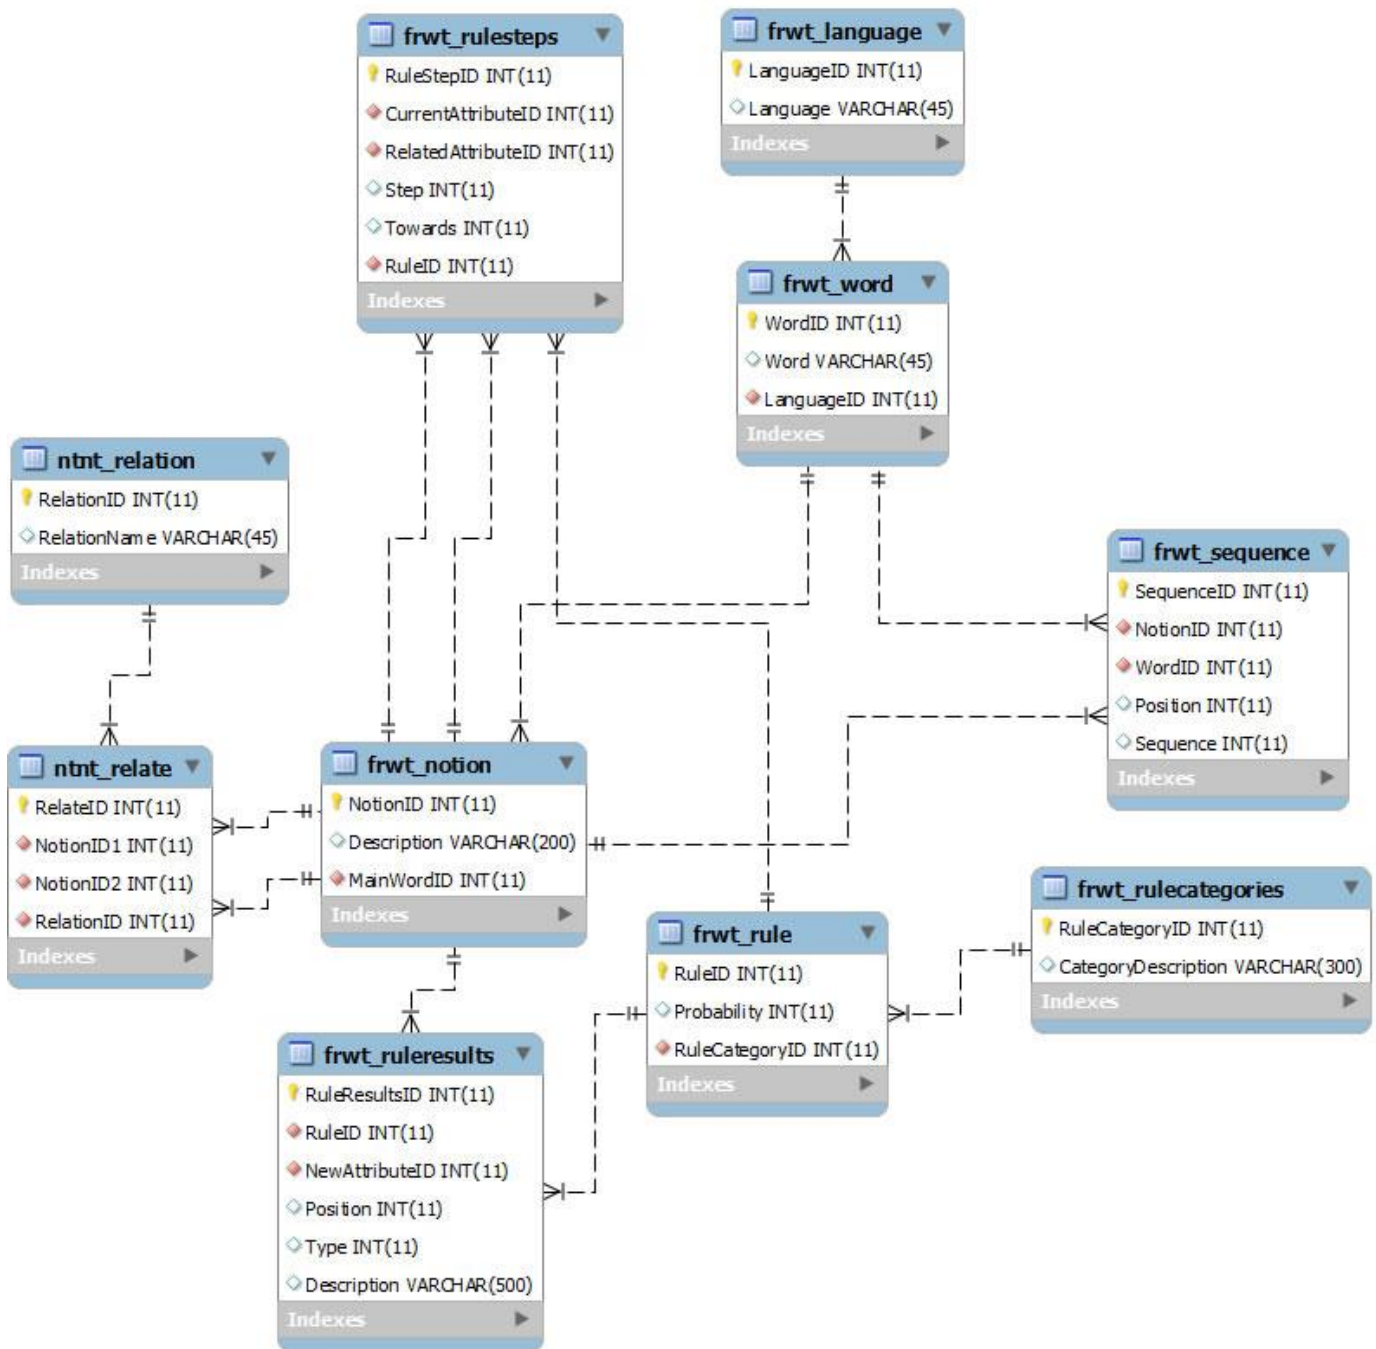 frwt_rulesteps
RuleStepID INT(11)
CurrentAttributeID INT(11)
RelatedAttributeID INT(11)
Step INT(11)
Towards INT(11)
RuleID INT(11)
Indexes
frwt_language
LanguageID INT(11)
Language VARCHAR(45)
Indexes
frwt_word
WordID INT(11)
Word VARCHAR(45)
LanguageID INT(11)
Indexes
ntnt_relation
RelationID INT(11)
RelationName VARCHAR(45)
Indexes
frwt_sequence
SequenceID INT(11)
NotionID INT(11)
WordID INT(11)
Position INT(11)
Sequence INT(11)
Indexes
ntnt_relate
RelateID INT(11)
NotionID1 INT(11)
NotionID2 INT(11)
RelationID INT(11)
Indexes
frwt_notion
NotionID INT(11)
Description VARCHAR(200)
MainWordID INT(11)
Indexes
frwt_rule
RuleID INT(11)
Probability INT(11)
RuleCategoryID INT(11)
Indexes
frwt_rulecategories
RuleCategoryID INT(11)
CategoryDescription VARCHAR(300)
Indexes
frwt_ruleresults
RuleResultsID INT(11)
RuleID INT(11)
NewAttributeID INT(11)
Position INT(11)
Type INT(11)
Description VARCHAR(500)
Indexes